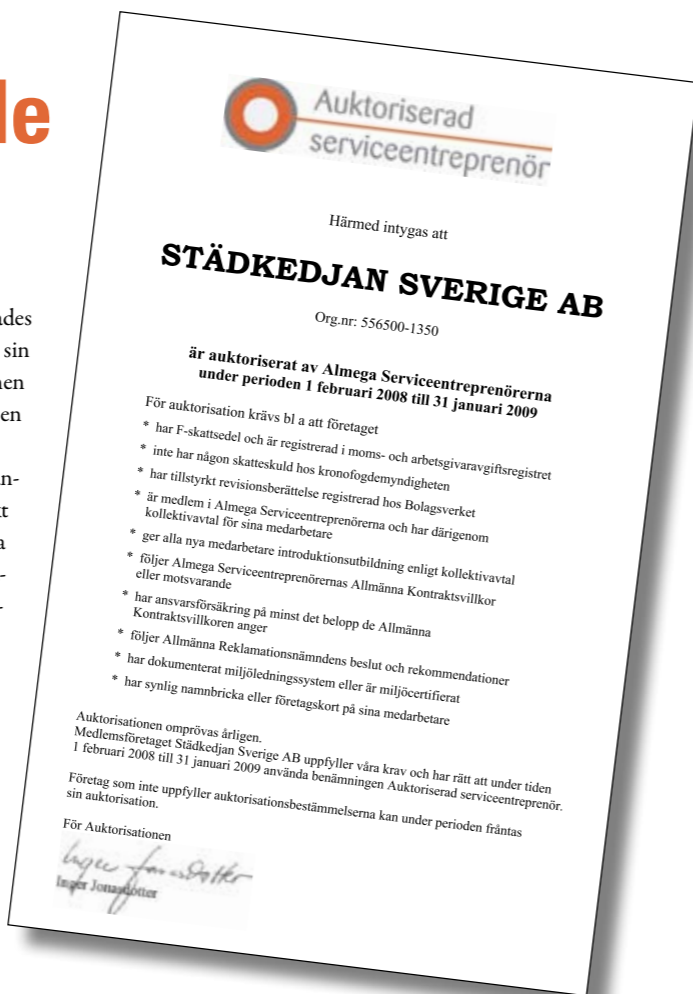 de
ades
sin
en
en
n-
kt
a
-
-
Auktoriserad
serviceentreprenör
Härmed intygas att
STÄDKEDJAN SVERIGE AB
Org.nr: 556500-1350
är auktoriserat av Almega Serviceentreprenörerna
under perioden 1 februari 2008 till 31 januari 2009
För auktorisation krävs bl a att företaget
* har F-skattsedel och är registrerad i moms- och arbetsgivaravgiftsregistret
* inte har någon skatteskuld hos kronofogdemyndigheten
* har tillstyrkt revisionsberättelse registrerad hos Bolagsverket
* är medlem i Almega Serviceentreprenörerna och har därigenom
kollektivavtal för sina medarbetare
* ger alla nya medarbetare introduktionsutbildning enligt kollektivavtal
* följer Almega Serviceentreprenörernas Allmänna Kontraktsvillkor
eller motsvarande
* har ansvarsförsäkring på minst det belopp de Allmänna
Kontraktsvillkoren anger
* följer Allmänna Reklamationsnämndens beslut och rekommendationer
* har dokumenterat miljöledningssystem eller är miljöcertifierat
* har synlig namnbricka eller företagskort på sina medarbetare
Auktorisationen omprövas årligen.
Medlemsföretaget Städkedjan Sverige AB uppfyller våra krav och har rätt att under tiden
1 februari 2008 till 31 januari 2009 använda benämningen Auktoriserad serviceentreprenör.
Företag som inte uppfyller auktorisationsbestämmelserna kan under perioden fråntas
sin auktorisation.
För Auktorisationen
Inger Jonasdotter
Inger Jonasdotter